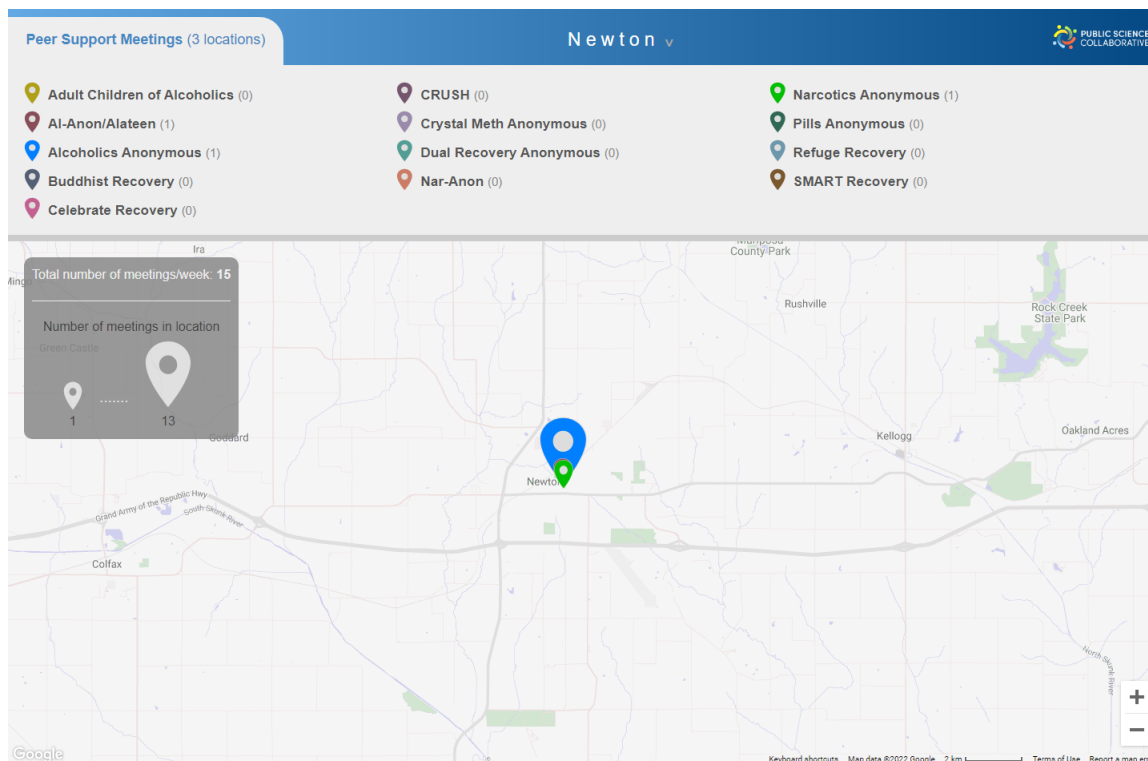 Peer Support Meetings (3 locations)
Newton v
PUBLIC SCIENCE
COLLABORATIVE
Adult Children of Alcoholics (0)
Al-Anon/Alateen (1)
Alcoholics Anonymous (1)
Buddhist Recovery (0)
Celebrate Recovery (0)
CRUSH (0)
Crystal Meth Anonymous (0)
Dual Recovery Anonymous (0)
Nar-Anon (0)
Narcotics Anonymous (1)
Pills Anonymous (0)
Refuge Recovery (0)
SMART Recovery (0)
Ira
Mariposa
County Park
Total number of meetings/week: 15
Mingo
Rushville
Rock Creek
State Park
Number of meetings in location
Green Castle
1
.......
13
Goddard
Kellogg
Oakland Acres
Newton
Grand Army of the Republic Hwy
South Skunk River
Colfax
North Skunk River
+
−
Google
Keyboard shortcuts
Map data ©2022 Google
2 km
Terms of Use
Report a map er